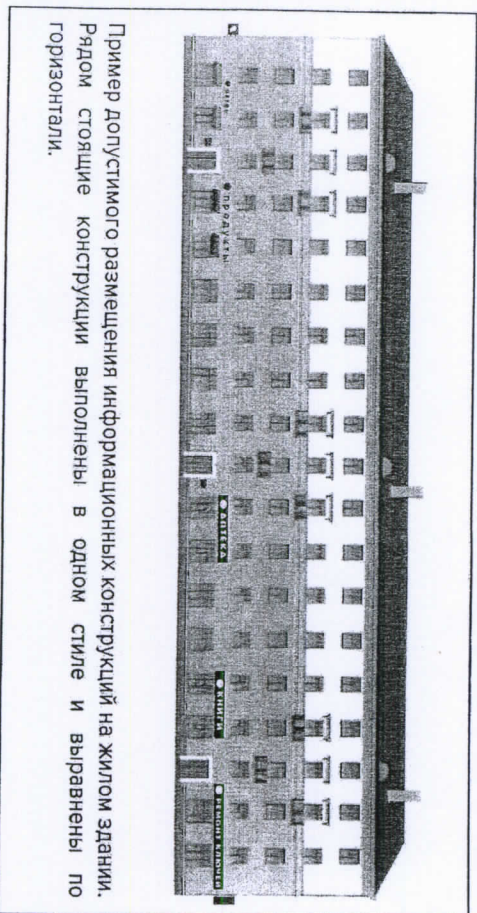 ПРОДУКТЫ
АПТЕКА
КНИГИ
РЕМОНТ КЛЮЧЕЙ
Пример допустимого размещения информационных конструкций на жилом здании.
Рядом стоящие конструкции выполнены в одном стиле и выравнены по
горизонтали.